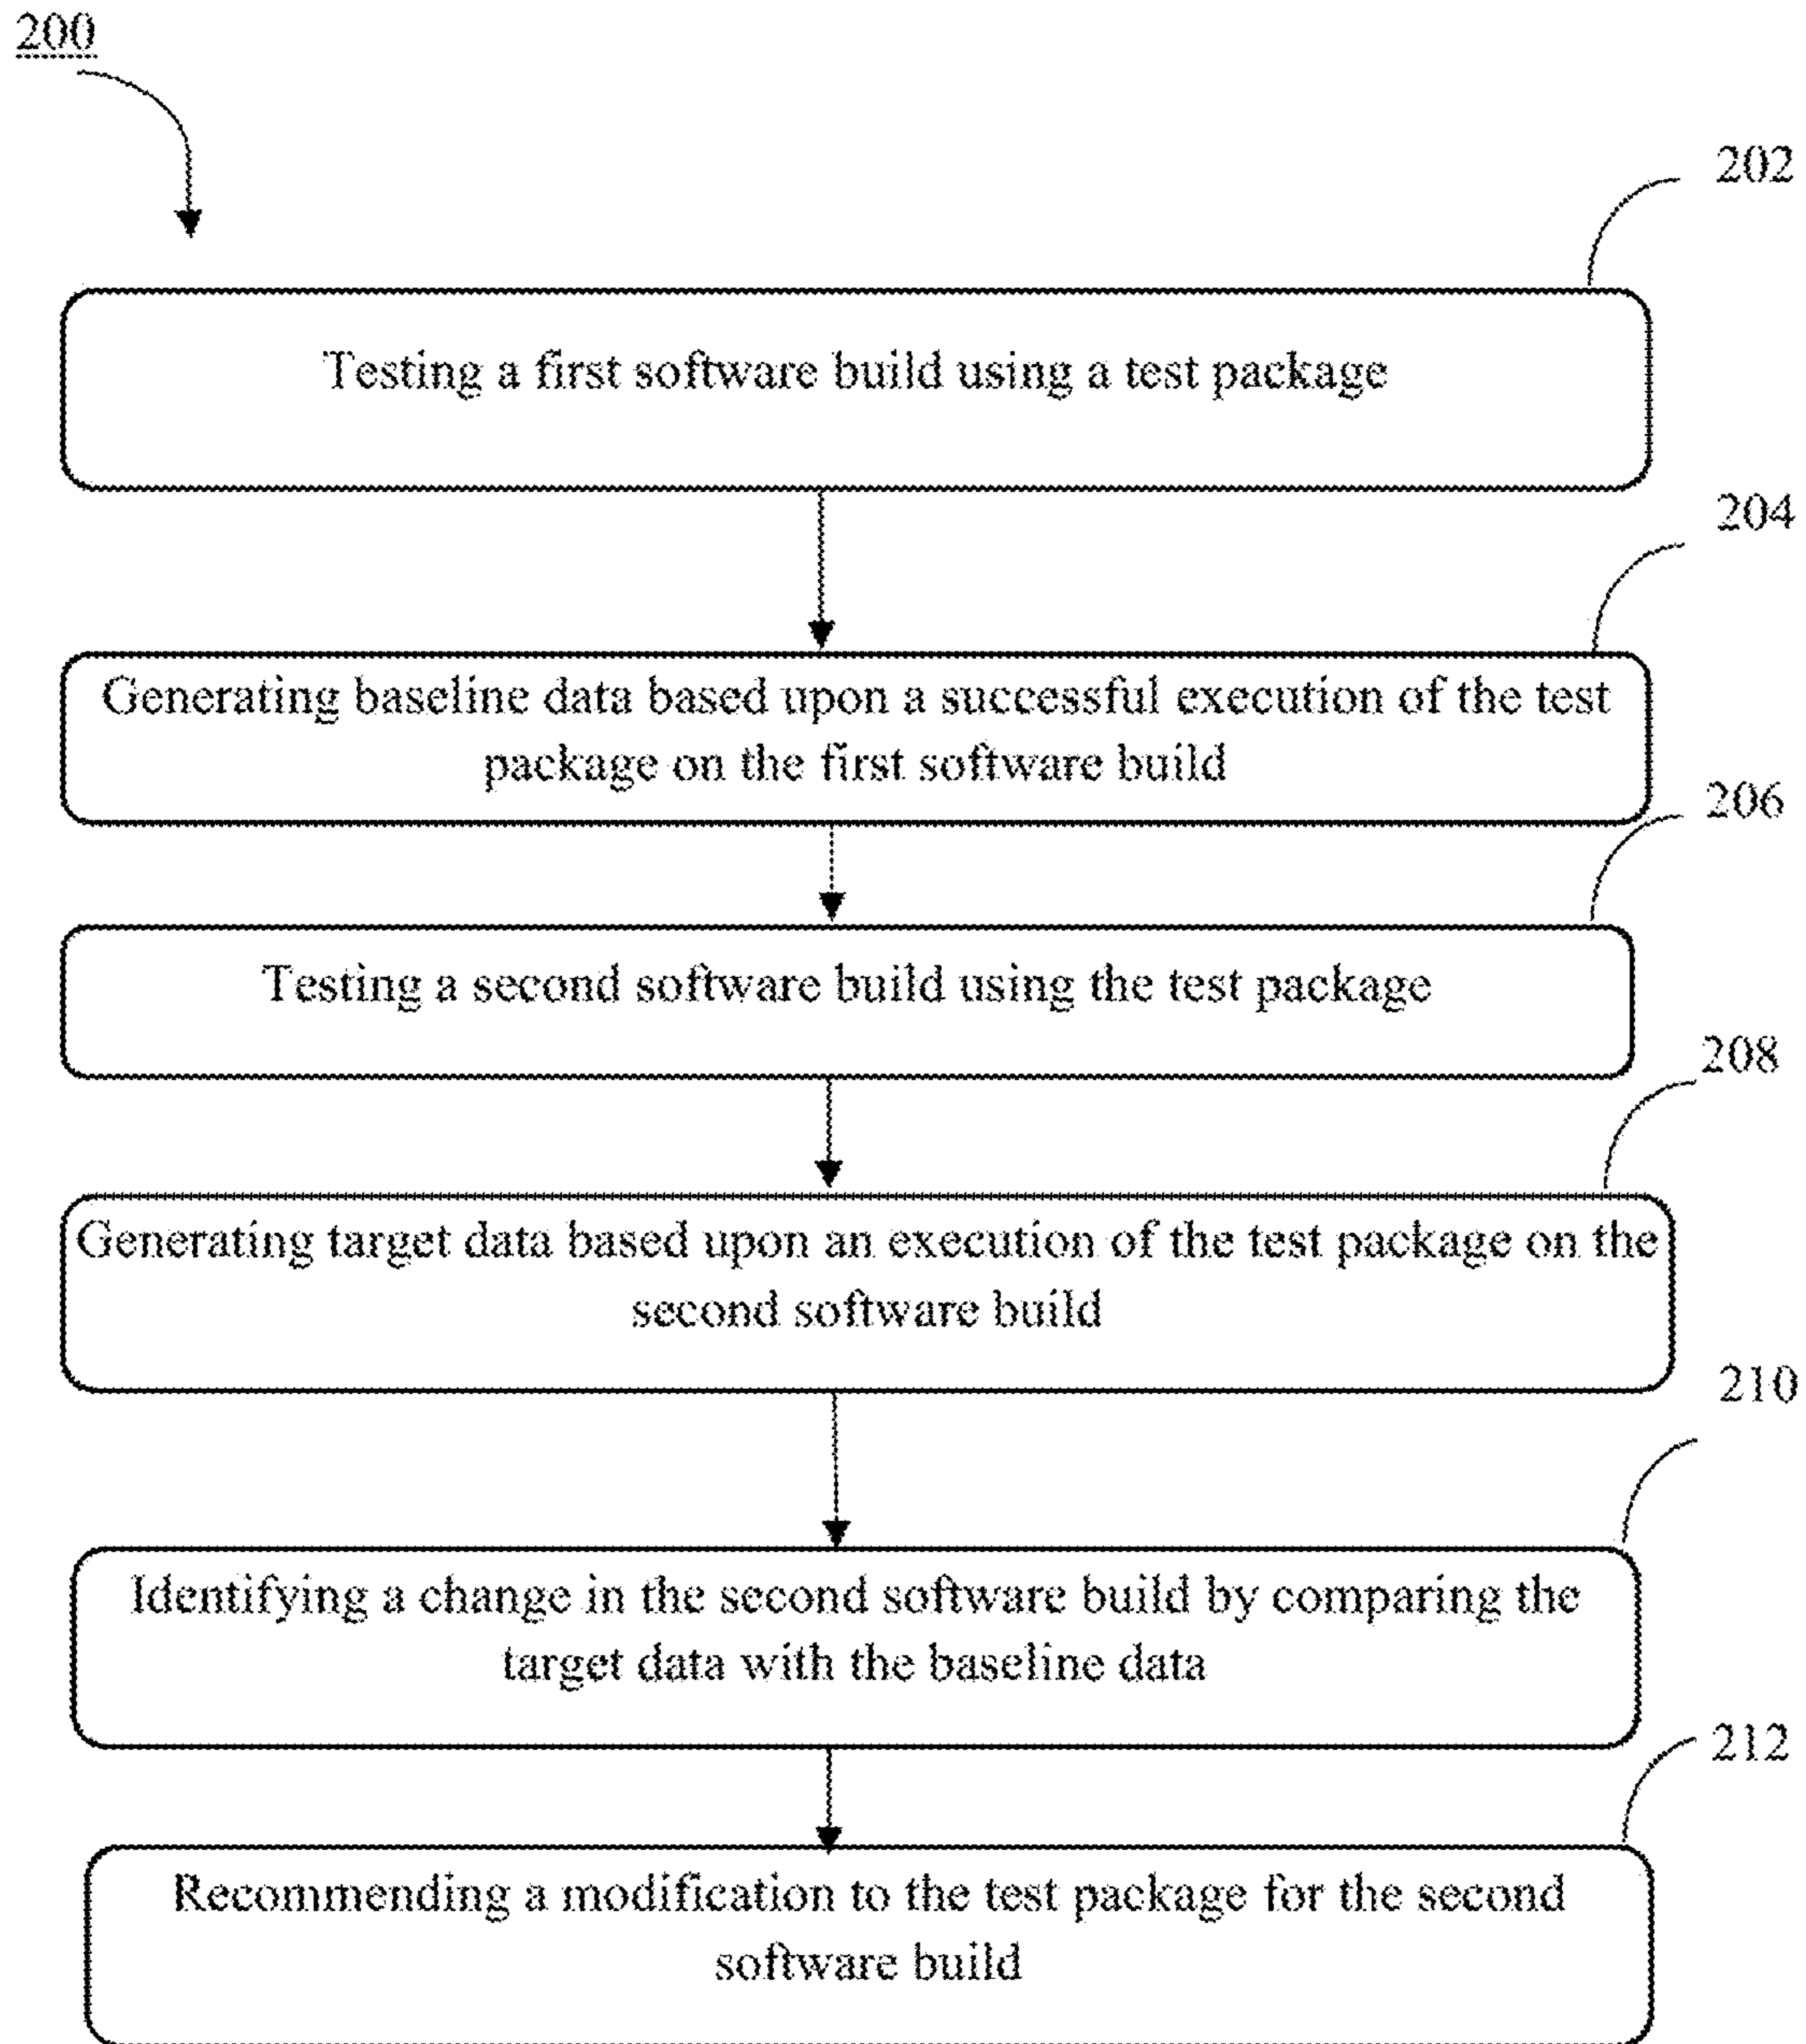 200
202
Testing a first software build using a test package
204
Generating baseline data based upon a successful execution of the test
package on the first software build
206
Testing a second software build using the test package
208
Generating target data based upon an execution of the test package on the
second software build
210
Identifying a change in the second software build by comparing the
target data with the baseline data
212
Recommending a modification to the test package for the second
software build